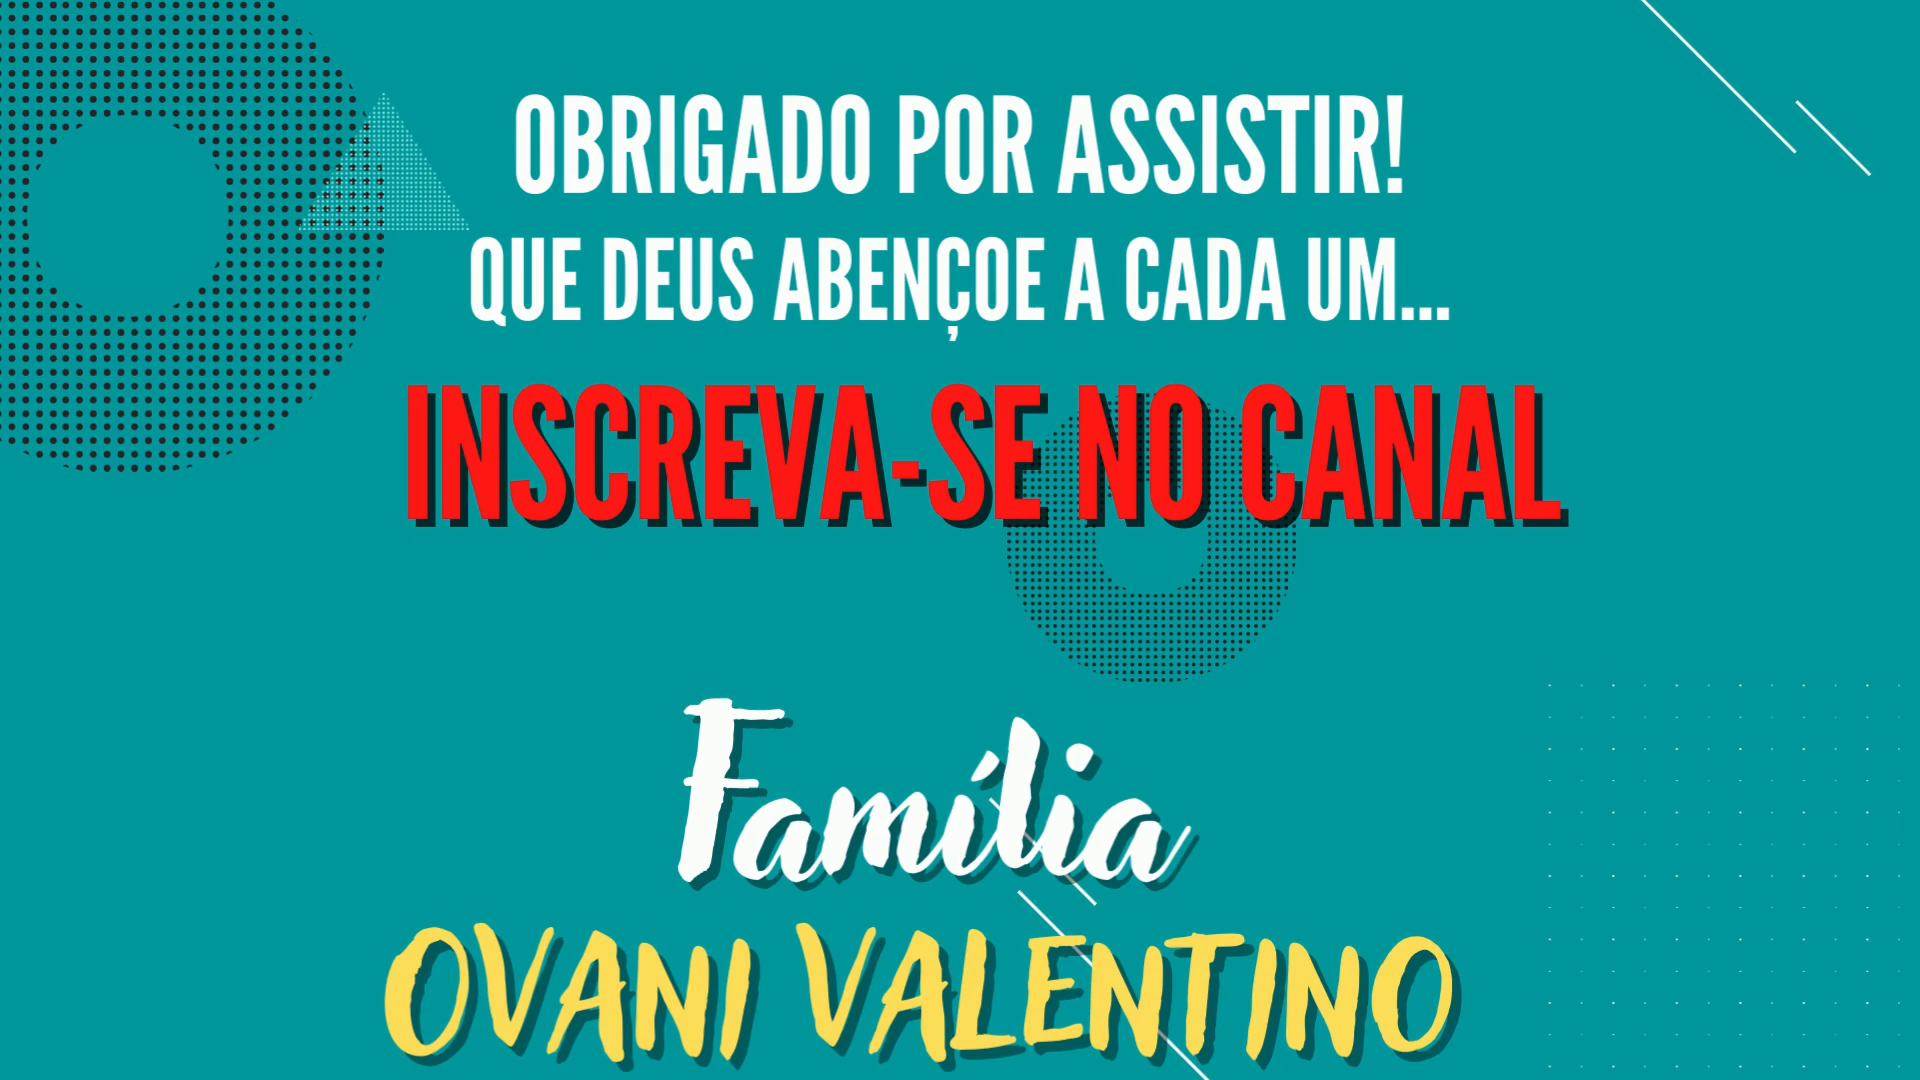 OBRIGADO POR ASSISTIR!
QUE DEUS ABENÇOE A CADA UM...
INSCREVA-SE NO CANAL
Família
OVANI VALENTINO